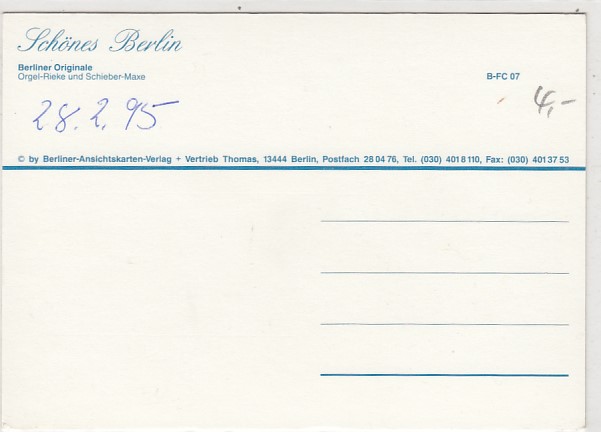 Schönes Berlin
Berliner Originale
Orgel-Rieke und Schieber-Maxe
B-FC 07
28.2.95
4,-
© by Berliner-Ansichtskarten-Verlag + Vertrieb Thomas, 13444 Berlin, Postfach 28 04 76, Tel. (030) 401 8 110, Fax: (030) 401 37 53